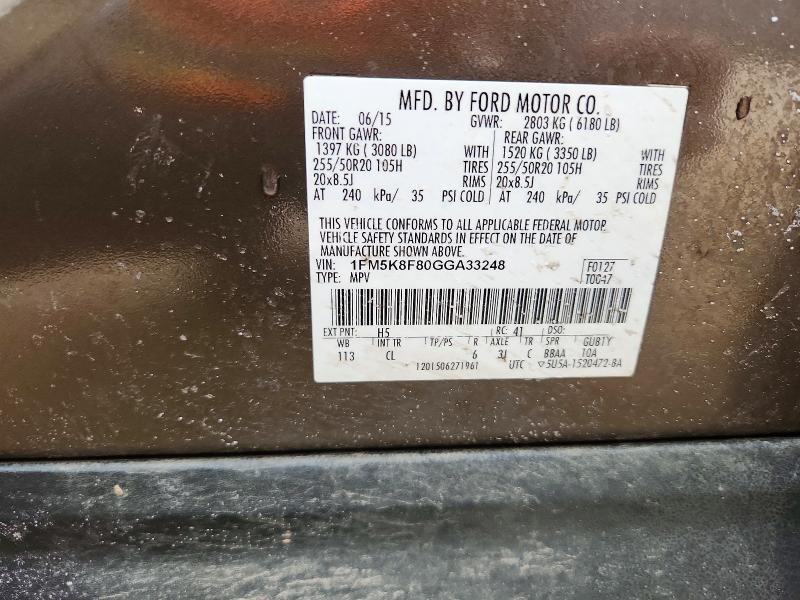 MFD. BY FORD MOTOR CO.
DATE: 06/15 GVWR: 2803 KG ( 6180 LB)
FRONT GAWR: REAR GAWR:
1397 KG ( 3080 LB) WITH 1520 KG ( 3350 LB) WITH
255/50R20 105H TIRES 255/50R20 105H TIRES
20x8.5J RIMS 20x8.5J RIMS
AT 240 kPa/ 35 PSI COLD AT 240 kPa/ 35 PSI COLD
THIS VEHICLE CONFORMS TO ALL APPLICABLE FEDERAL MOTOR
VEHICLE SAFETY STANDARDS IN EFFECT ON THE DATE OF
MANUFACTURE SHOWN ABOVE.
VIN: 1FM5K8F80GGA33248 F0127
TYPE: MPV T0C47
EXT PNT: H5 RC: 41 DSO:
WB INT TR TP/PS R AXLE TR SPR GUB1Y
113 CL 6 3J C BBAA 10A
1201506271961 UTC ▽5U5A-1520472-BA